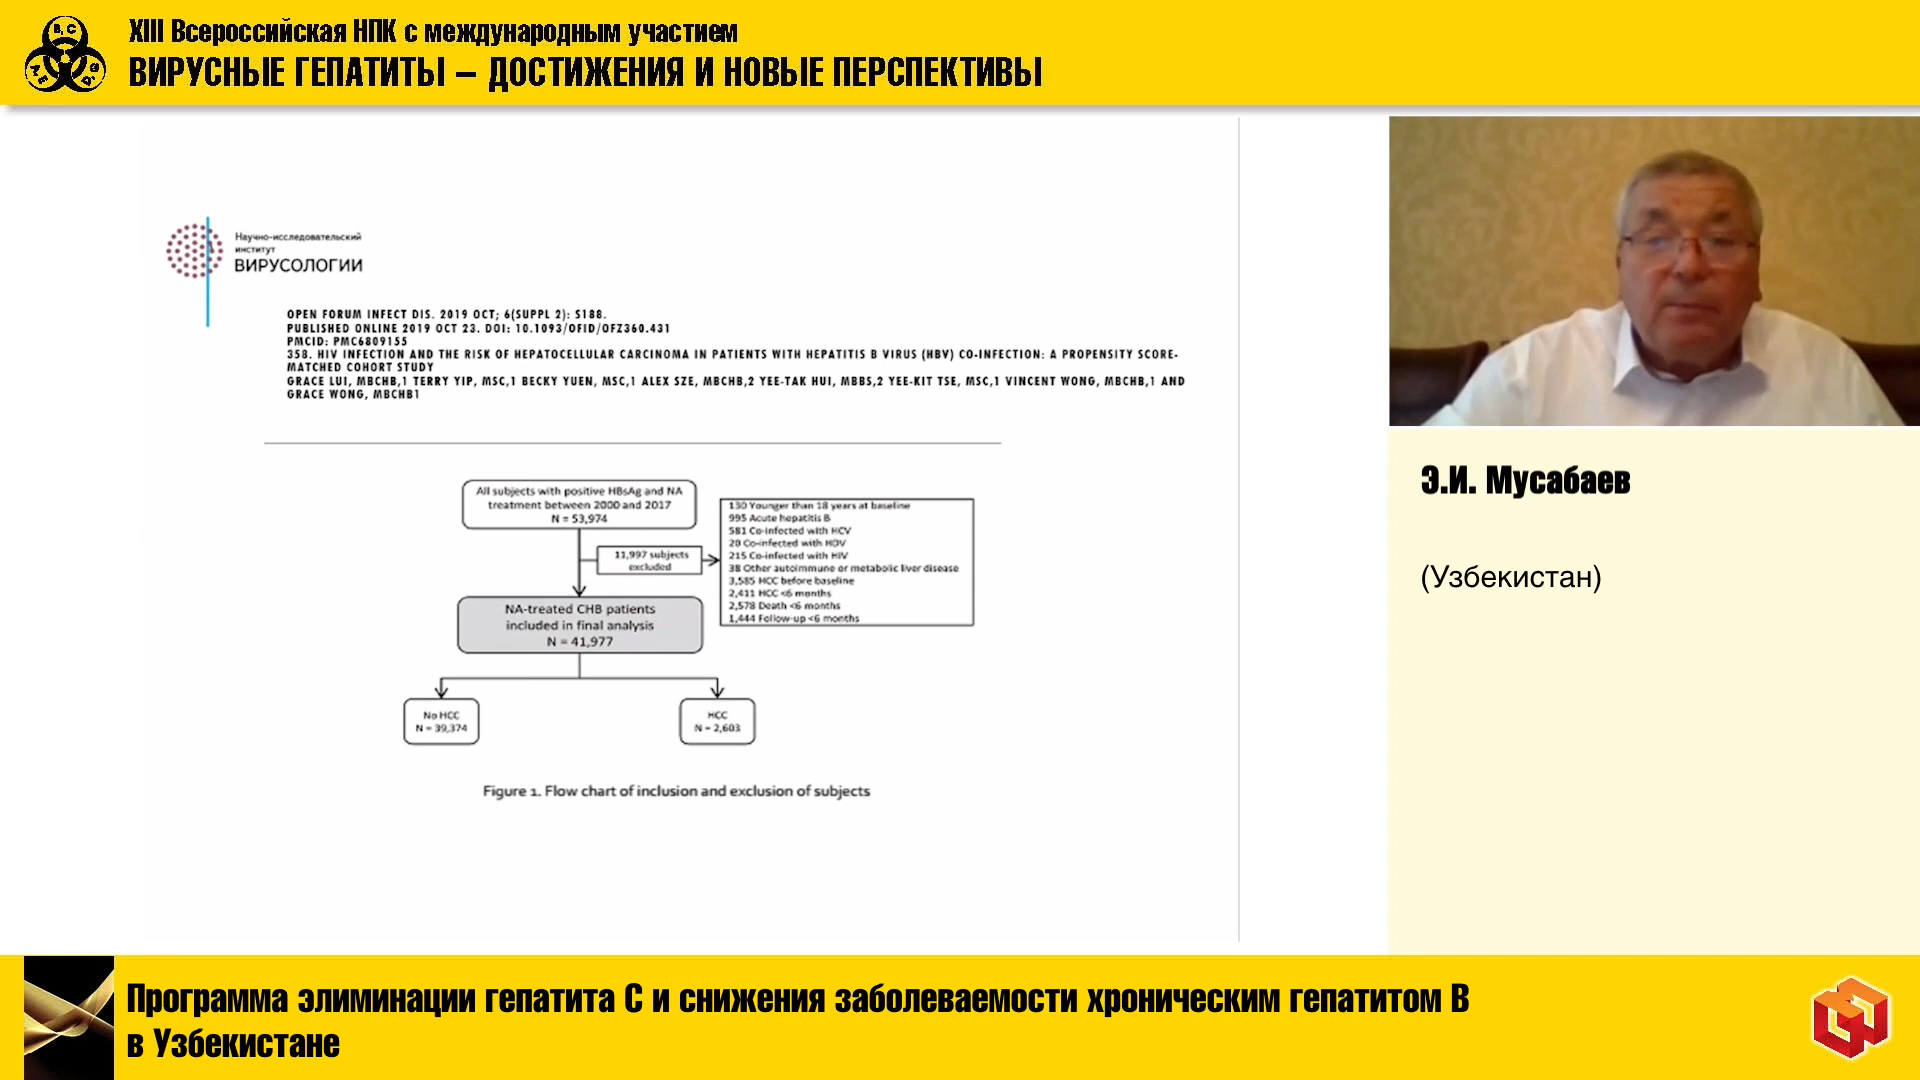 XIII Всероссийская НПК с международным участием
ВИРУСНЫЕ ГЕПАТИТЫ – ДОСТИЖЕНИЯ И НОВЫЕ ПЕРСПЕКТИВЫ
B, C
Научно-исследовательский
институт
ВИРУСОЛОГИИ
OPEN FORUM INFECT DIS. 2019 OCT; 6(SUPPL 2): S188.
PUBLISHED ONLINE 2019 OCT 23. DOI: 10.1093/OFID/OFZ360.431
PMCID: PMC6809155
358. HIV INFECTION AND THE RISK OF HEPATOCELLULAR CARCINOMA IN PATIENTS WITH HEPATITIS B VIRUS (HBV) CO-INFECTION: A PROPENSITY SCORE-
MATCHED COHORT STUDY
GRACE LUI, MBCHB,1 TERRY YIP, MSC,1 BECKY YUEN, MSC,1 ALEX SZE, MBCHB,2 YEE-TAK HUI, MBBS,2 YEE-KIT TSE, MSC,1 VINCENT WONG, MBCHB,1 AND
GRACE WONG, MBCHB1
All subjects with positive HBsAg and NA
treatment between 2000 and 2017
N = 53,974
11,997 subjects
excluded
130 Younger than 18 years at baseline
995 Acute hepatitis B
581 Co-infected with HCV
20 Co-infected with HDV
215 Co-infected with HIV
38 Other autoimmune or metabolic liver disease
3,585 HCC before baseline
2,411 HCC <6 months
2,578 Death <6 months
1,444 Follow-up <6 months
NA-treated CHB patients
included in final analysis
N = 41,977
No HCC
N = 39,374
HCC
N = 2,603
Figure 1. Flow chart of inclusion and exclusion of subjects
Э.И. Мусабаев
(Узбекистан)
Программа элиминации гепатита С и снижения заболеваемости хроническим гепатитом В
в Узбекистане